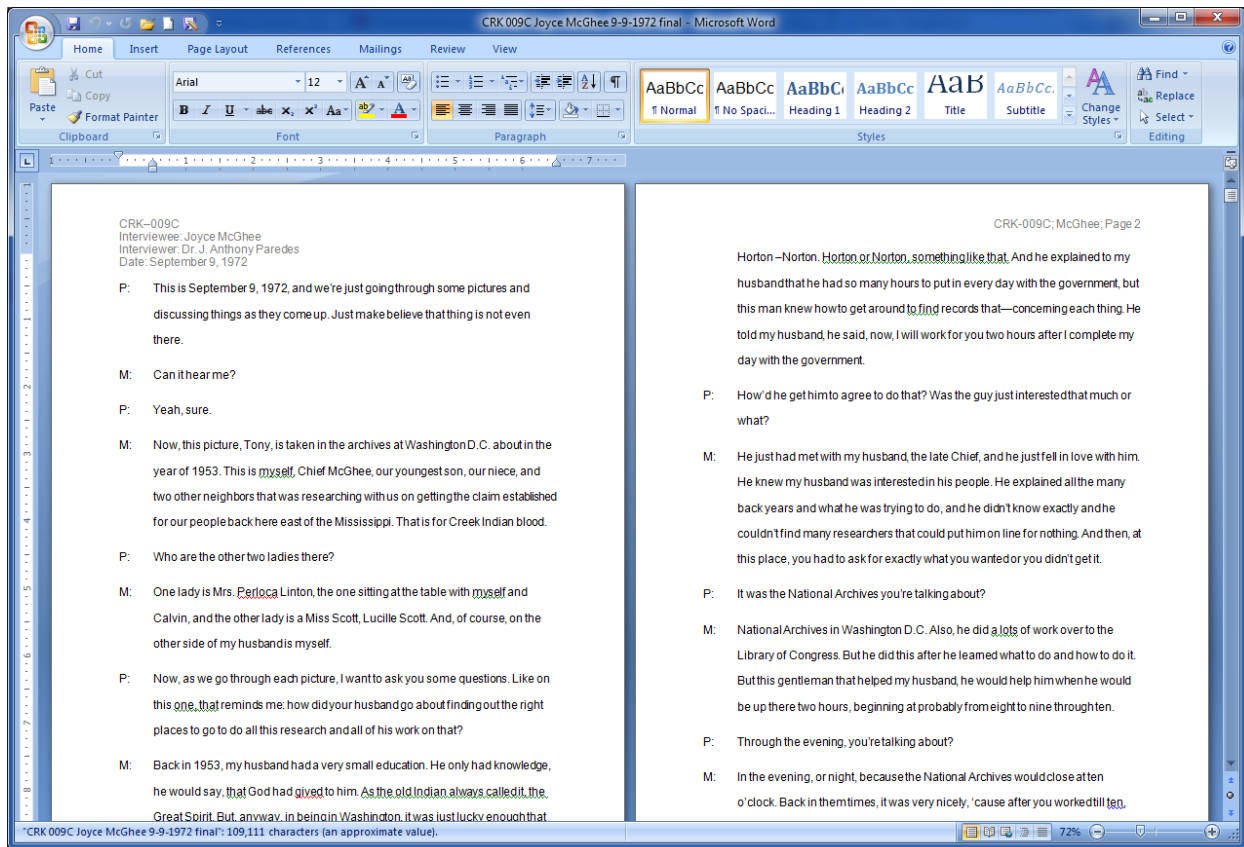 CRK 009C Joyce McGhee 9-9-1972 final - Microsoft Word
Home Insert Page Layout References Mailings Review View
Paste
Cut
Copy
Format Painter
Clipboard
Arial 12
Font
Paragraph
AaBbCc AaBbCc AaBbC AaBbCc AaB AaBbCc.
¶ Normal ¶ No Spaci... Heading 1 Heading 2 Title Subtitle
Change Styles
Styles
Find
Replace
Select
Editing
1 2 3 4 5 6 7
CRK–009C
Interviewee: Joyce McGhee
Interviewer: Dr. J. Anthony Paredes
Date: September 9, 1972
P: This is September 9, 1972, and we're just going through some pictures and
discussing things as they come up. Just make believe that thing is not even
there.
M: Can it hear me?
P: Yeah, sure.
M: Now, this picture, Tony, is taken in the archives at Washington D.C. about in the
year of 1953. This is myself, Chief McGhee, our youngest son, our niece, and
two other neighbors that was researching with us on getting the claim established
for our people back here east of the Mississippi. That is for Creek Indian blood.
P: Who are the other two ladies there?
M: One lady is Mrs. Perloca Linton, the one sitting at the table with myself and
Calvin, and the other lady is a Miss Scott, Lucille Scott. And, of course, on the
other side of my husband is myself.
P: Now, as we go through each picture, I want to ask you some questions. Like on
this one, that reminds me: how did your husband go about finding out the right
places to go to do all this research and all of his work on that?
M: Back in 1953, my husband had a very small education. He only had knowledge,
he would say, that God had gived to him. As the old Indian always called it, the
Great Spirit. But, anyway, in being in Washington, it was just lucky enough that
CRK-009C; McGhee; Page 2
Horton –Norton. Horton or Norton, something like that. And he explained to my
husband that he had so many hours to put in every day with the government, but
this man knew how to get around to find records that—concerning each thing. He
told my husband, he said, now, I will work for you two hours after I complete my
day with the government.
P: How'd he get him to agree to do that? Was the guy just interested that much or
what?
M: He just had met with my husband, the late Chief, and he just fell in love with him.
He knew my husband was interested in his people. He explained all the many
back years and what he was trying to do, and he didn't know exactly and he
couldn't find many researchers that could put him on line for nothing. And then, at
this place, you had to ask for exactly what you wanted or you didn't get it.
P: It was the National Archives you're talking about?
M: National Archives in Washington D.C. Also, he did a lots of work over to the
Library of Congress. But he did this after he learned what to do and how to do it.
But this gentleman that helped my husband, he would help him when he would
be up there two hours, beginning at probably from eight to nine through ten.
P: Through the evening, you're talking about?
M: In the evening, or night, because the National Archives would close at ten
o'clock. Back in them times, it was very nicely, 'cause after you worked till ten,
"CRK 009C Joyce McGhee 9-9-1972 final": 109,111 characters (an approximate value).
72%